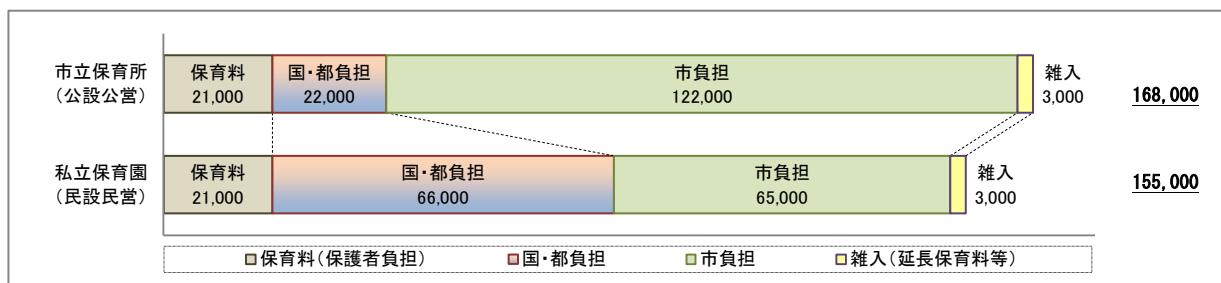 市立保育所
(公設公営)
保育料
21,000
国・都負担
22,000
市負担
122,000
雑入
3,000
168,000
私立保育園
(民設民営)
保育料
21,000
国・都負担
66,000
市負担
65,000
雑入
3,000
155,000
保育料(保護者負担) 国・都負担 市負担 雑入(延長保育料等)